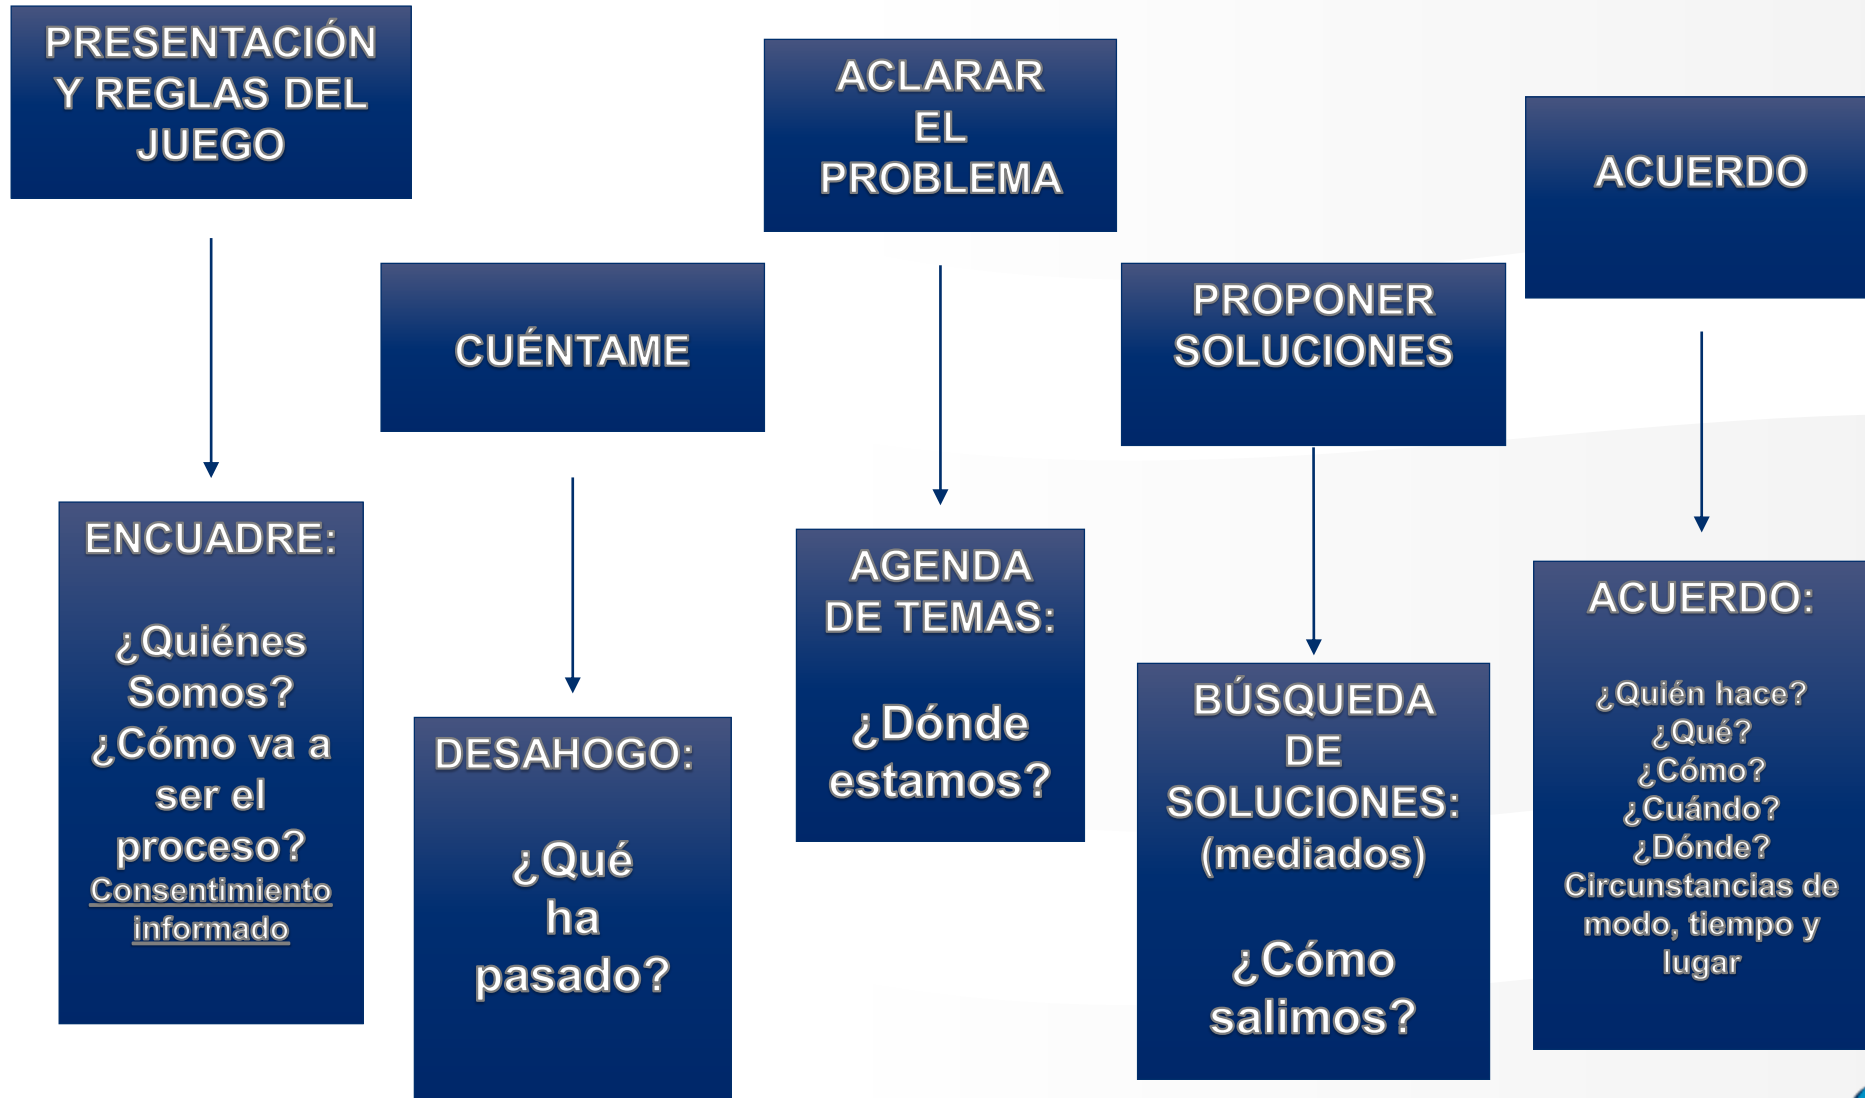 PRESENTACIÓN
Y REGLAS DEL
JUEGO
ENCUADRE:
¿Quiénes
Somos?
¿Cómo va a
ser el
proceso?
Consentimiento
informado
CUÉNTAME
DESAHOGO:
¿Qué
ha
pasado?
ACLARAR
EL
PROBLEMA
AGENDA
DE TEMAS:
¿Dónde
estamos?
PROPONER
SOLUCIONES
BÚSQUEDA
DE
SOLUCIONES:
(mediados)
¿Cómo
salimos?
ACUERDO
ACUERDO:
¿Quién hace?
¿Qué?
¿Cómo?
¿Cuándo?
¿Dónde?
Circunstancias de
modo, tiempo y
lugar